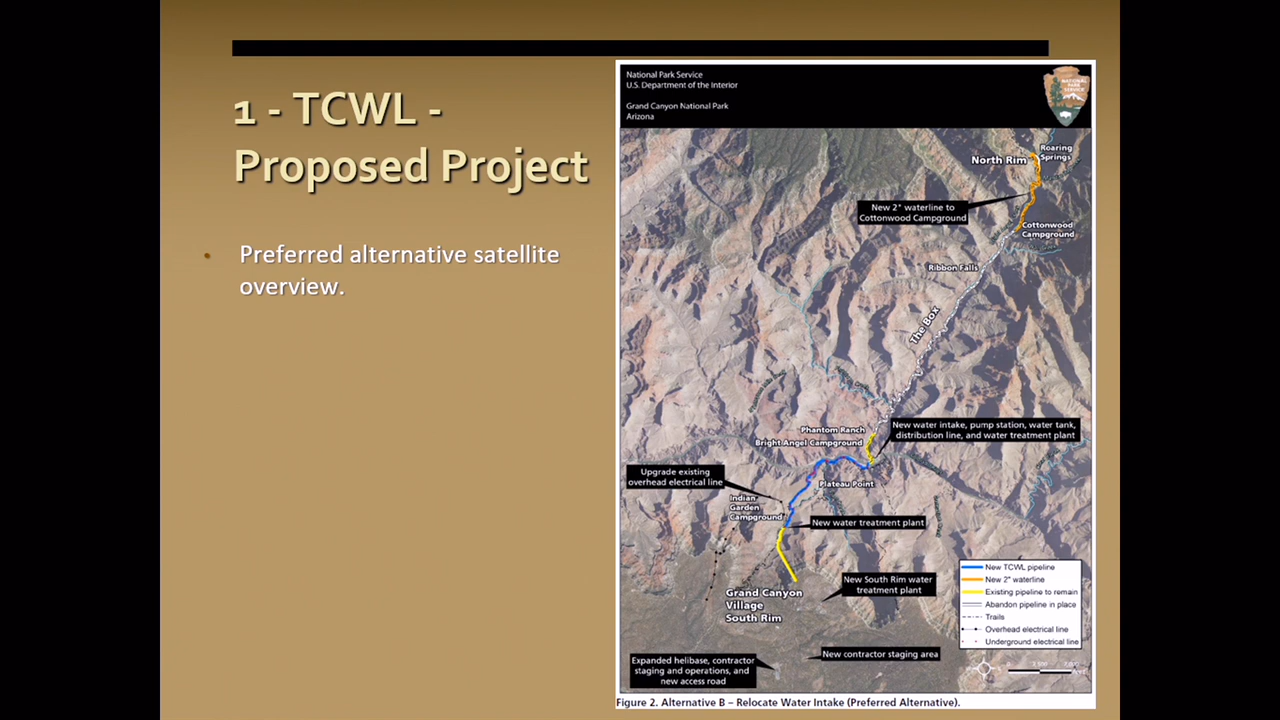 1 - TCWL -
Proposed Project
Preferred alternative satellite
overview.
National Park Service
U.S. Department of the Interior
Grand Canyon National Park
Arizona
NATIONAL
PARK
SERVICE
Roaring
Springs
North Rim
New 2" waterline to
Cottonwood Campground
Cottonwood
Campground
Ribbon Falls
The Box
Phantom Ranch
Bright Angel Campground
New water intake, pump station, water tank,
distribution line, and water treatment plant
Upgrade existing
overhead electrical line
Plateau Point
Indian
Garden
Campground
New water treatment plant
New South Rim water
treatment plant
Grand Canyon
Village
South Rim
New contractor staging area
Expanded helibase, contractor
staging and operations, and
new access road
New TCWL pipeline
New 2" waterline
Existing pipeline to remain
Abandon pipeline in place
Trails
Overhead electrical line
Underground electrical line
Figure 2. Alternative B – Relocate Water Intake (Preferred Alternative).